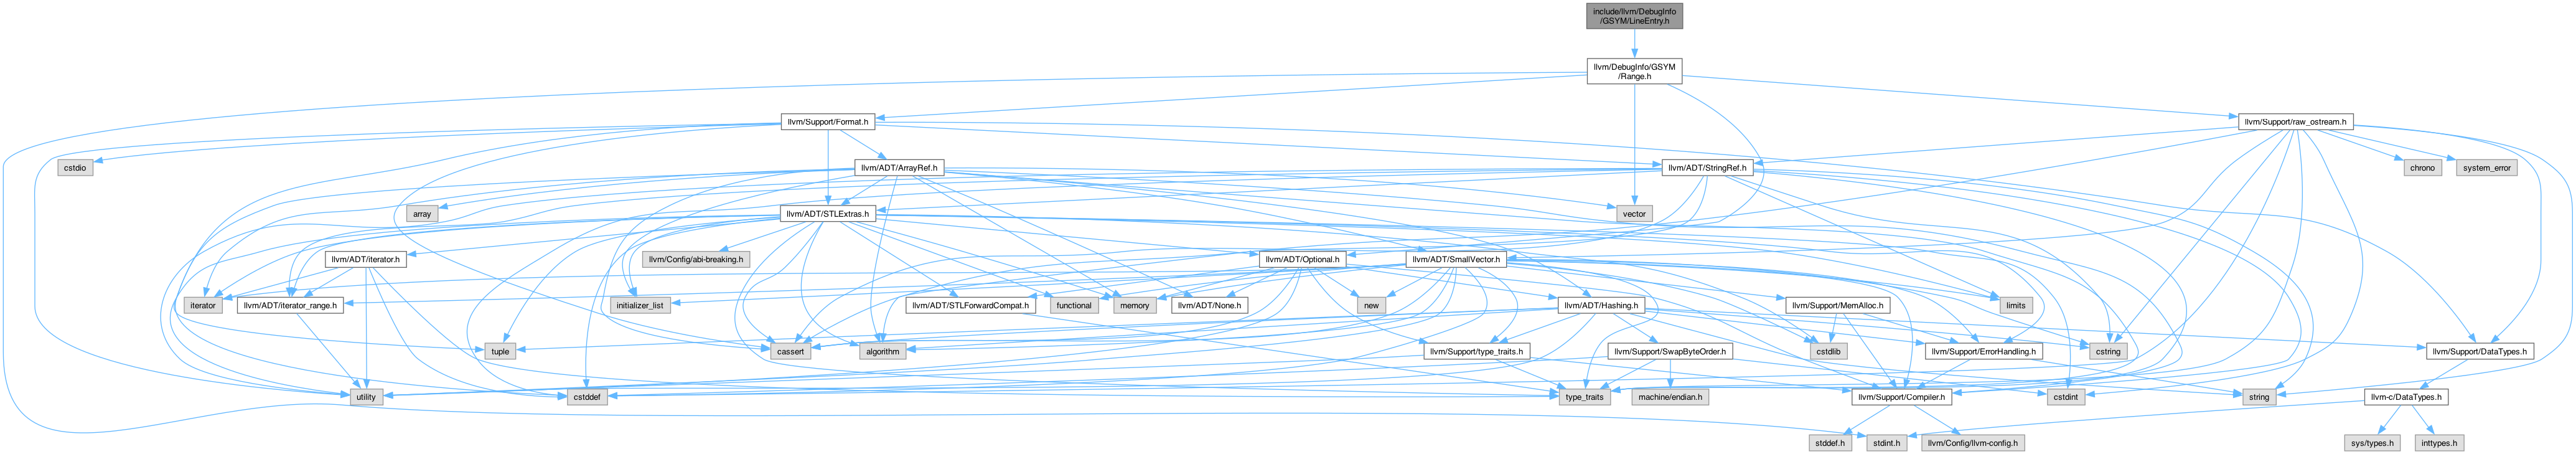 include/llvm/DebugInfo
/GSYM/LineEntry.h
llvm/DebugInfo/GSYM
/Range.h
llvm/Support/Format.h
llvm/Support/raw_ostream.h
cstdio
llvm/ADT/ArrayRef.h
llvm/ADT/StringRef.h
chrono
system_error
array
llvm/ADT/STLExtras.h
vector
llvm/ADT/iterator.h
llvm/Config/abi-breaking.h
llvm/ADT/Optional.h
llvm/ADT/SmallVector.h
iterator
llvm/ADT/iterator_range.h
initializer_list
llvm/ADT/STLForwardCompat.h
functional
memory
llvm/ADT/None.h
new
llvm/ADT/Hashing.h
llvm/Support/MemAlloc.h
limits
tuple
cassert
algorithm
llvm/Support/type_traits.h
llvm/Support/SwapByteOrder.h
cstdlib
llvm/Support/ErrorHandling.h
cstring
llvm/Support/DataTypes.h
utility
cstddef
type_traits
machine/endian.h
llvm/Support/Compiler.h
cstdint
string
llvm-c/DataTypes.h
stddef.h
stdint.h
llvm/Config/llvm-config.h
sys/types.h
inttypes.h